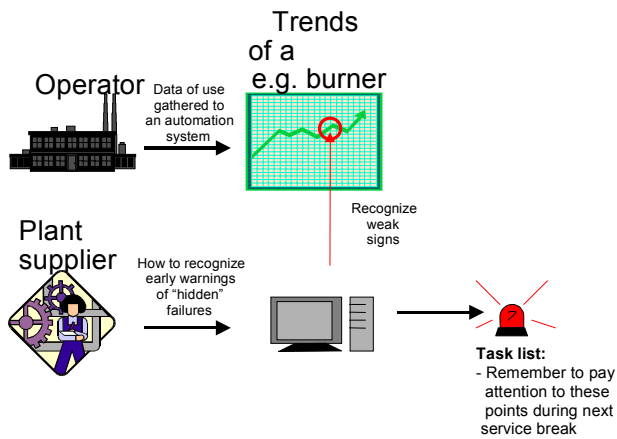 Trends
of a
e.g. burner
Operator
Data of use
gathered to
an automation
system
Recognize
weak
signs
Plant
supplier
How to recognize
early warnings
of “hidden”
failures
Task list:
- Remember to pay
attention to these
points during next
service break